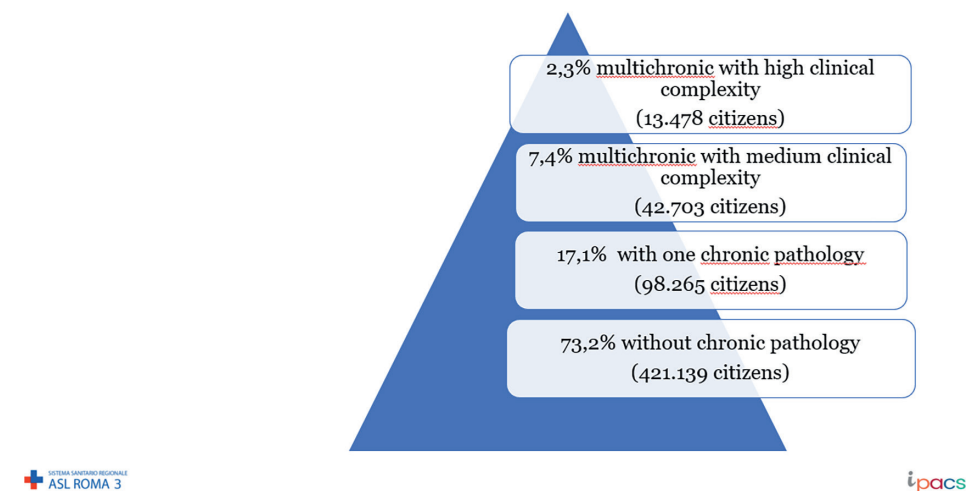 2,3% multichronic with high clinical
complexity
(13.478 citizens)
7,4% multichronic with medium clinical
complexity
(42.703 citizens)
17,1% with one chronic pathology
(98.265 citizens)
73,2% without chronic pathology
(421.139 citizens)
SISTEMA SANITARIO REGIONALE
ASL ROMA 3
ipacs